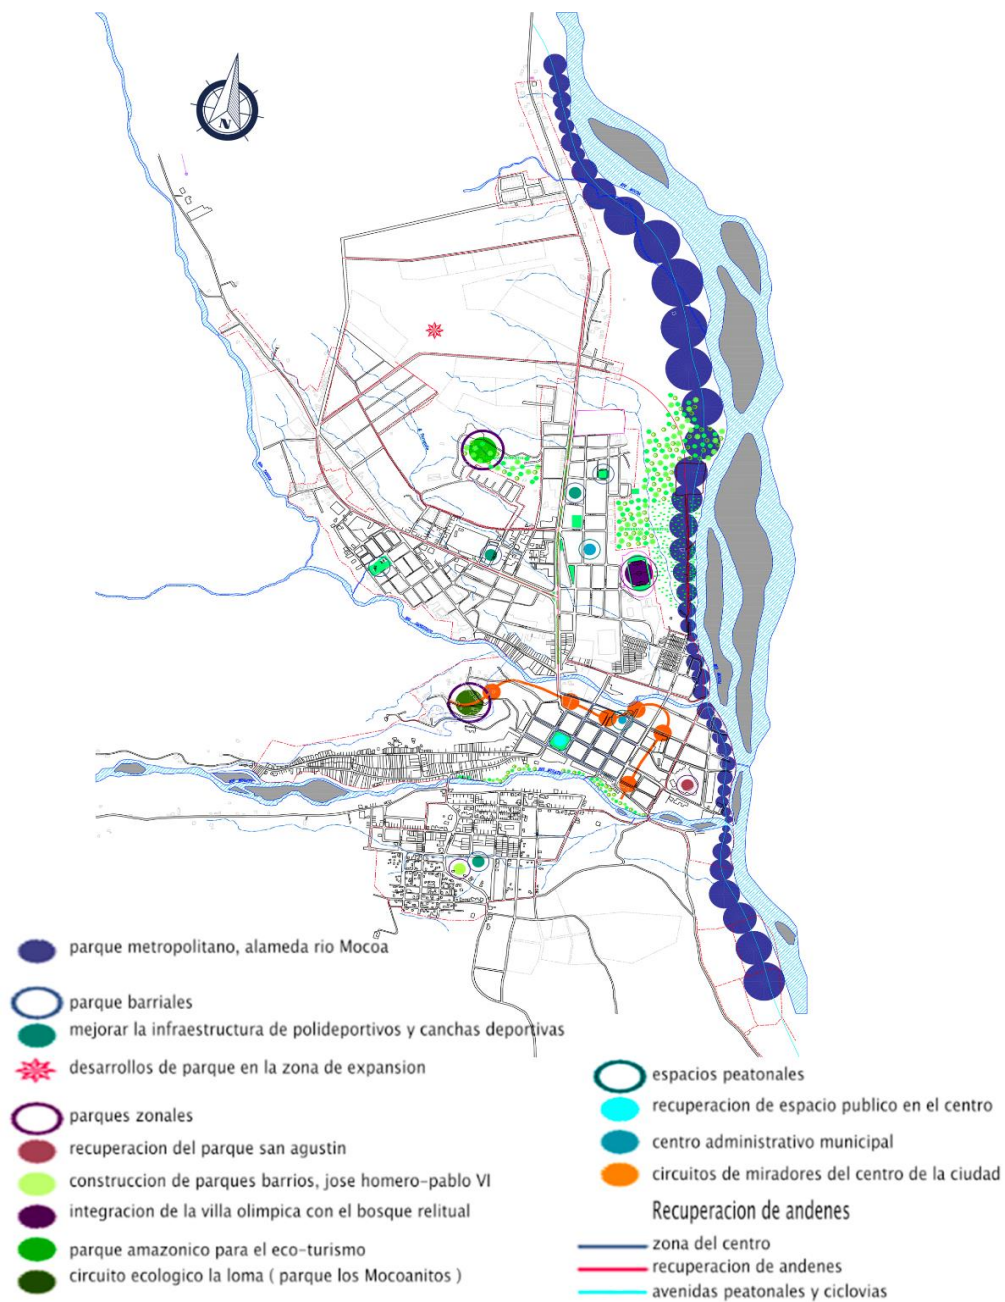 N
parque metropolitano, alameda rio Mocoa
parque barriales
mejorar la infraestructura de polideportivos y canchas deportivas
desarrollos de parque en la zona de expansion
parques zonales
recuperacion del parque san agustin
construccion de parques barrios, jose homero-pablo VI
integracion de la villa olimpica con el bosque relitual
parque amazonico para el eco-turismo
circuito ecologico la loma ( parque los Mocoanitos )
espacios peatonales
recuperacion de espacio publico en el centro
centro administrativo municipal
circuitos de miradores del centro de la ciudad
Recuperacion de andenes
zona del centro
recuperacion de andenes
avenidas peatonales y ciclovias